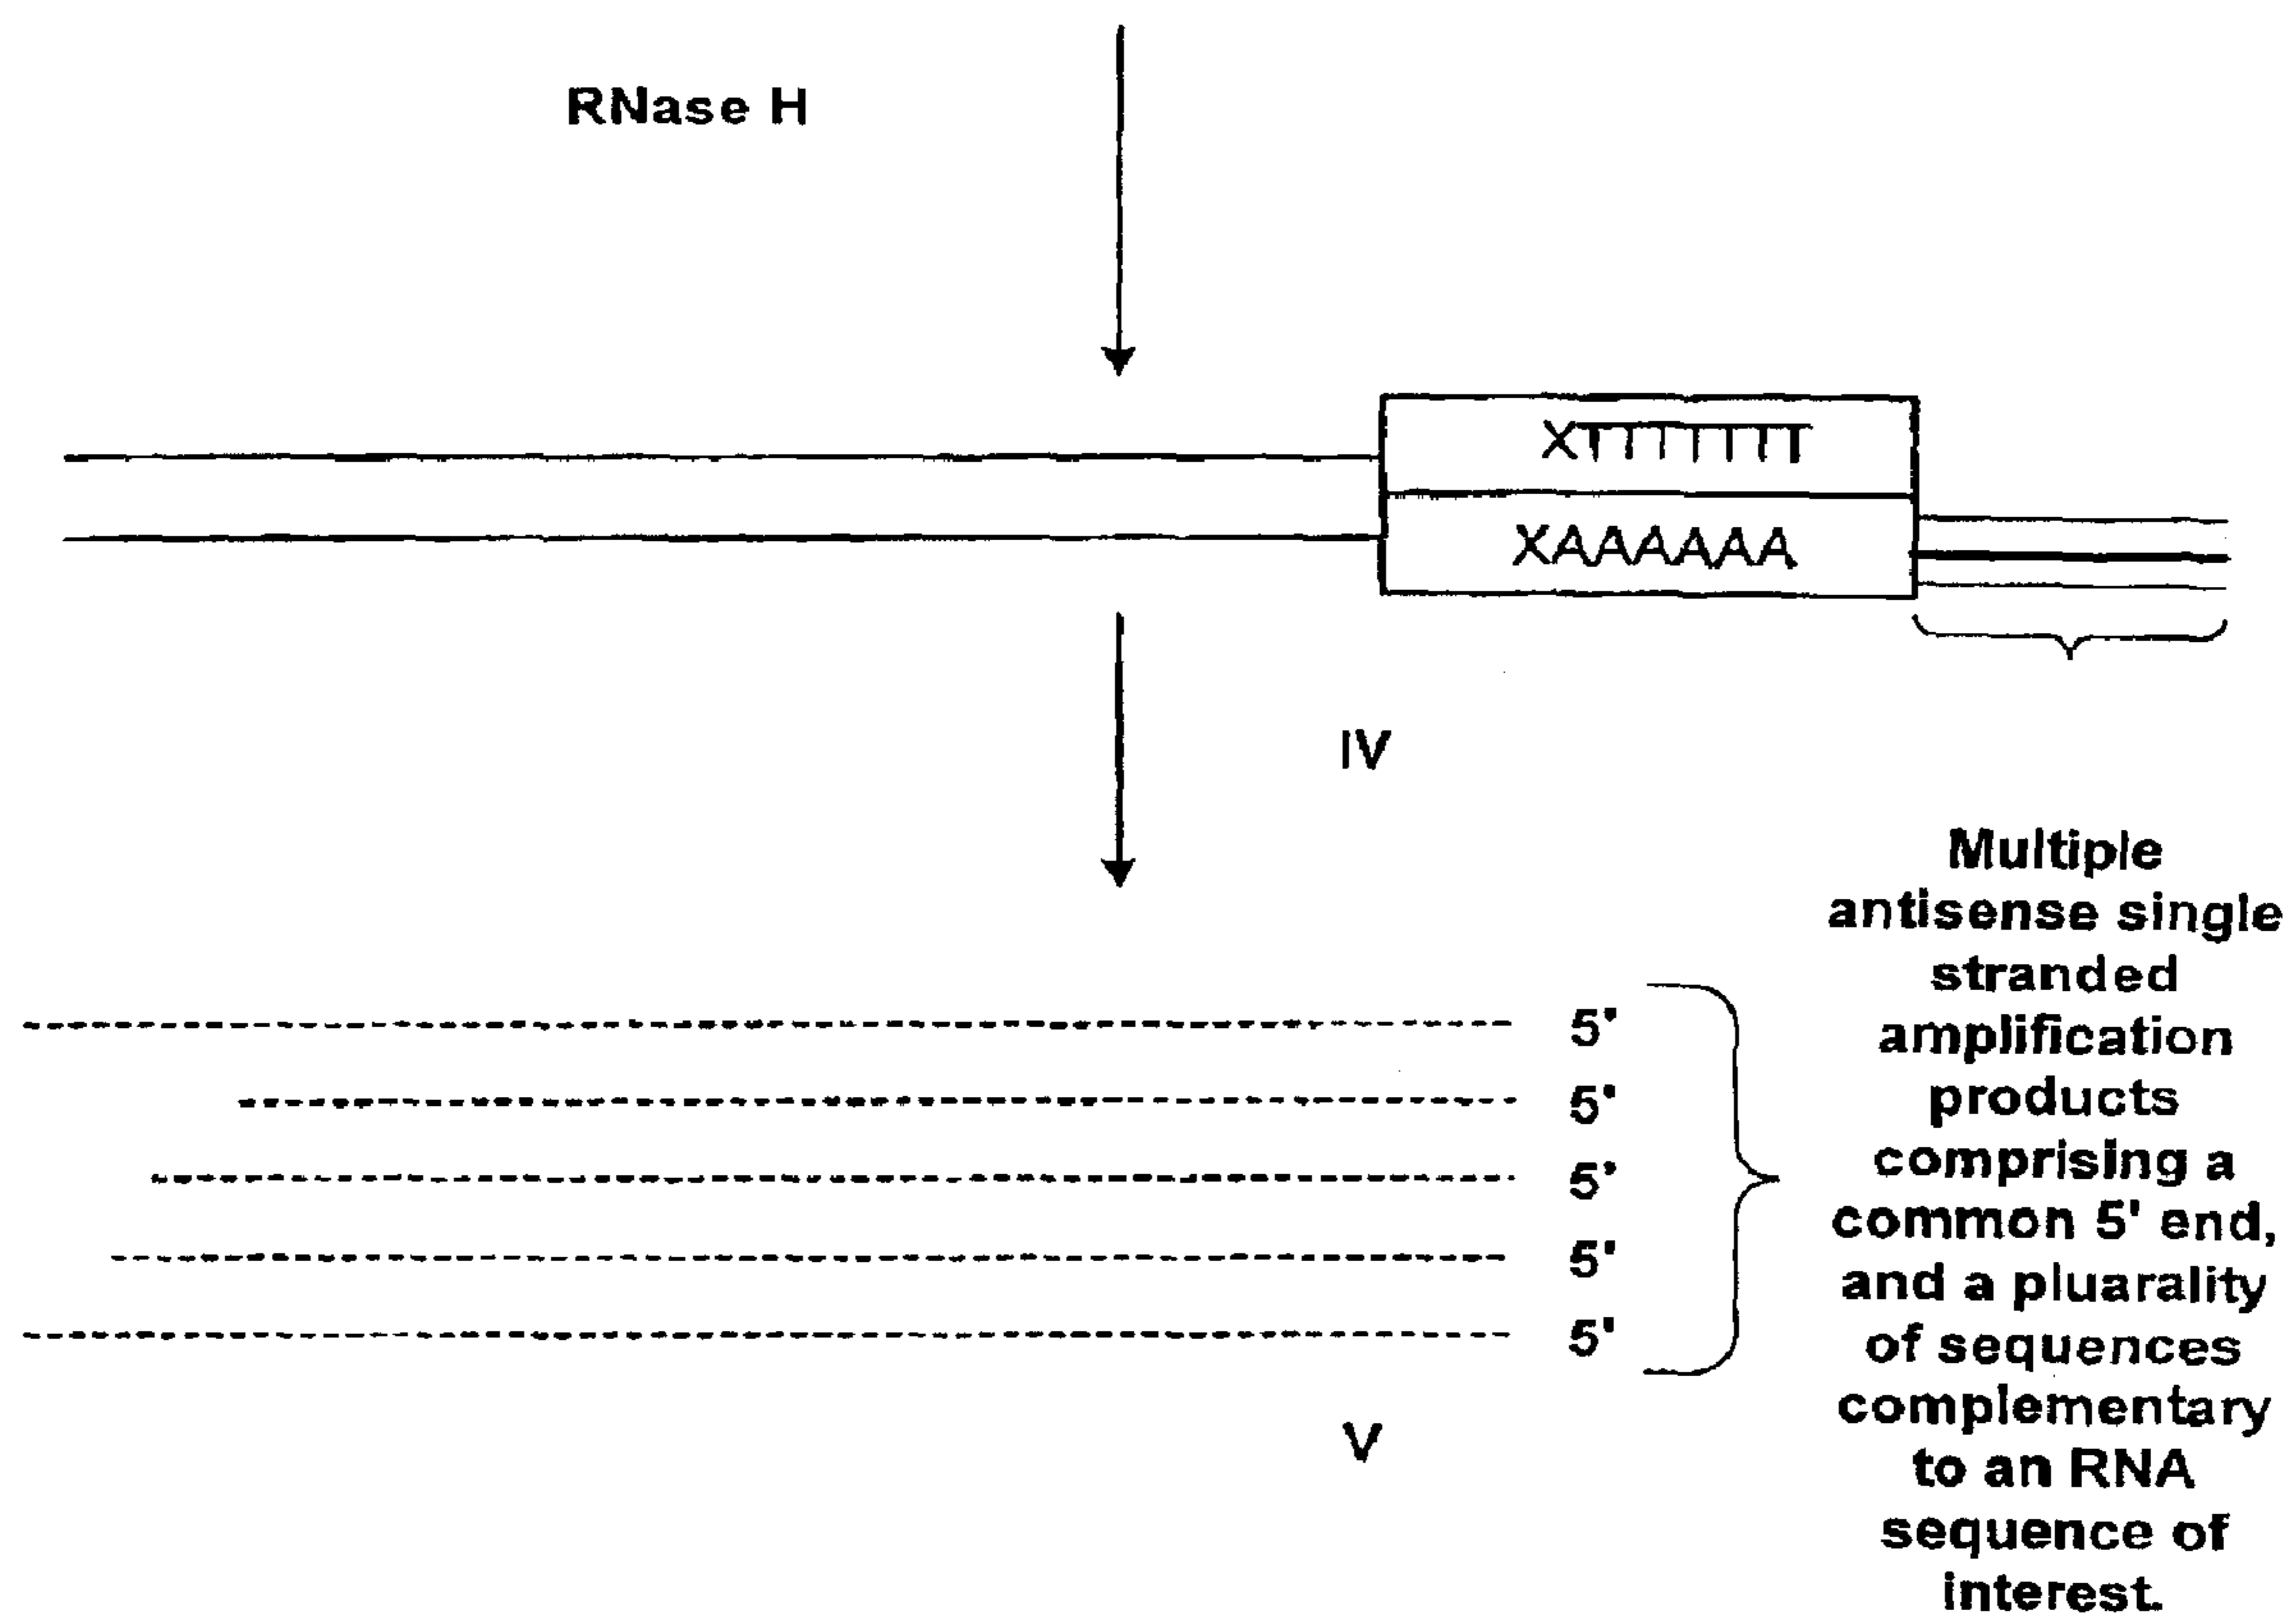 RNase H
XTTTTTTT
XAAAAAA
IV
Multiple
antisense single
stranded
amplification
products
comprising a
common 5' end,
and a pluarality
of sequences
complementary
to an RNA
sequence of
interest.
5'
5'
5'
5'
5'
V